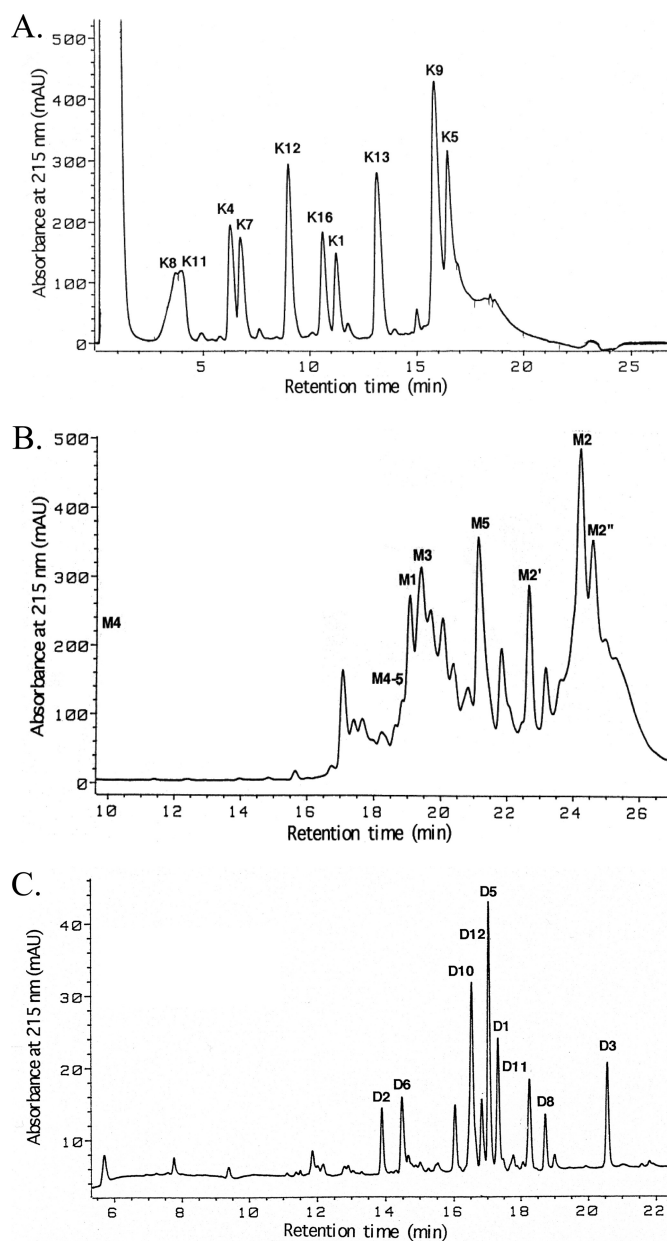 A.
Absorbance at 215 nm (mAU)
500
400
300
200
100
0
K8
K11
K4
K7
K12
K16
K1
K13
K9
K5
5
10
15
20
25
Retention time (min)
B.
Absorbance at 215 nm (mAU)
500
400
300
200
100
0
M4
M4-5
M1
M3
M5
M2'
M2
M2"
10
12
14
16
18
20
22
24
26
Retention time (min)
C.
Absorbance at 215 nm (mAU)
40
30
20
10
D2
D6
D10
D12
D5
D1
D11
D8
D3
6
8
10
12
14
16
18
20
22
Retention time (min)